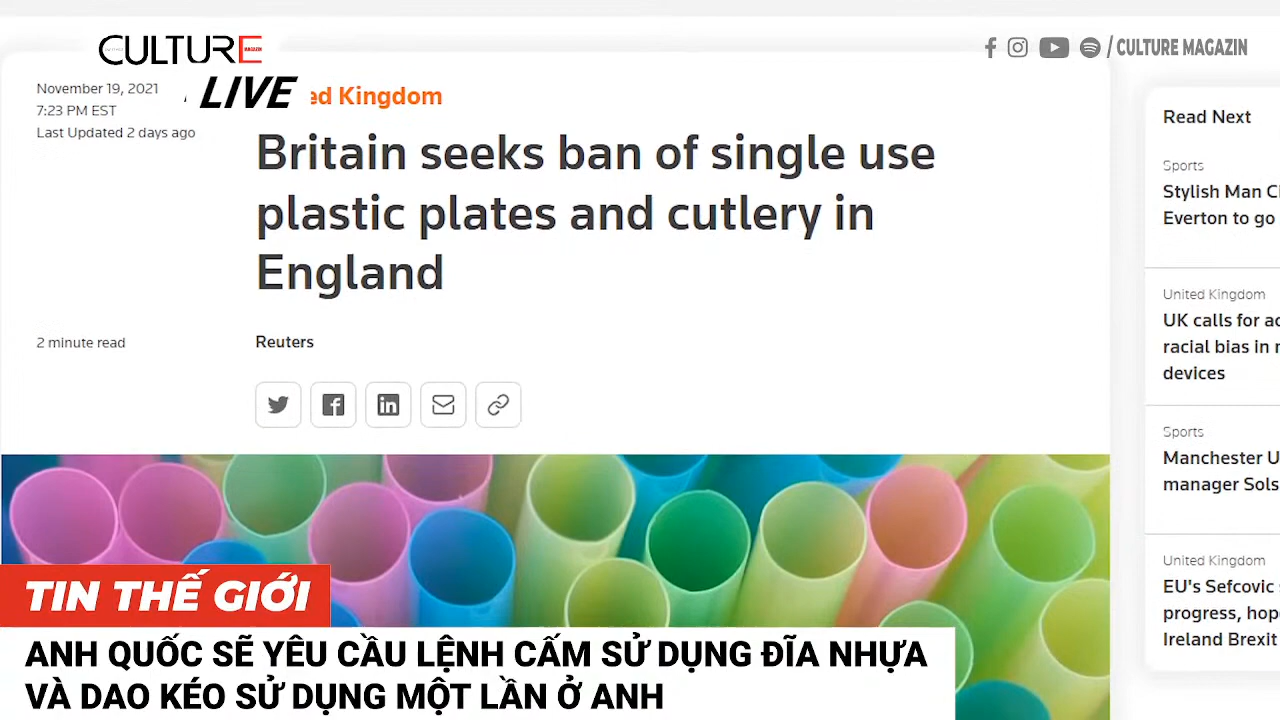 CULTURE
MAGAZIN
LIVE
/ CULTURE MAGAZIN
November 19, 2021
7:23 PM EST
Last Updated 2 days ago
ed Kingdom
Britain seeks ban of single use
plastic plates and cutlery in
England
2 minute read
Reuters
Read Next
Sports
Stylish Man C
Everton to go
United Kingdom
UK calls for ac
racial bias in
devices
Sports
Manchester U
manager Sols
United Kingdom
EU's Sefcovic
progress, hop
Ireland Brexit
TIN THẾ GIỚI
ANH QUỐC SẼ YÊU CẦU LỆNH CẤM SỬ DỤNG ĐĨA NHỰA
VÀ DAO KÉO SỬ DỤNG MỘT LẦN Ở ANH